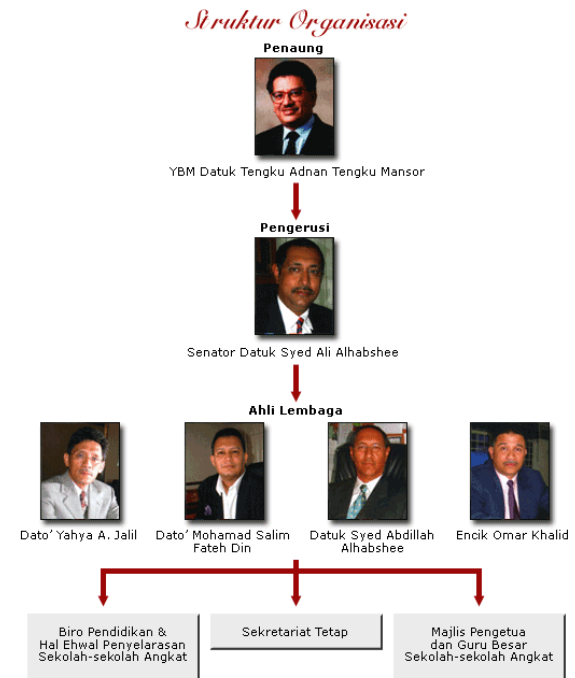 Struktur Organisasi
Penaung
YBM Datuk Tengku Adnan Tengku Mansor
Pengerusi
Senator Datuk Syed Ali Alhabshee
Ahli Lembaga
Dato' Yahya A. Jalil
Dato' Mohamad Salim
Fateh Din
Datuk Syed Abdillah
Alhabshee
Encik Omar Khalid
Biro Pendidikan &
Hal Ehwal Penyelarasan
Sekolah-sekolah Angkat
Sekretariat Tetap
Majlis Pengetua
dan Guru Besar
Sekolah-sekolah Angkat